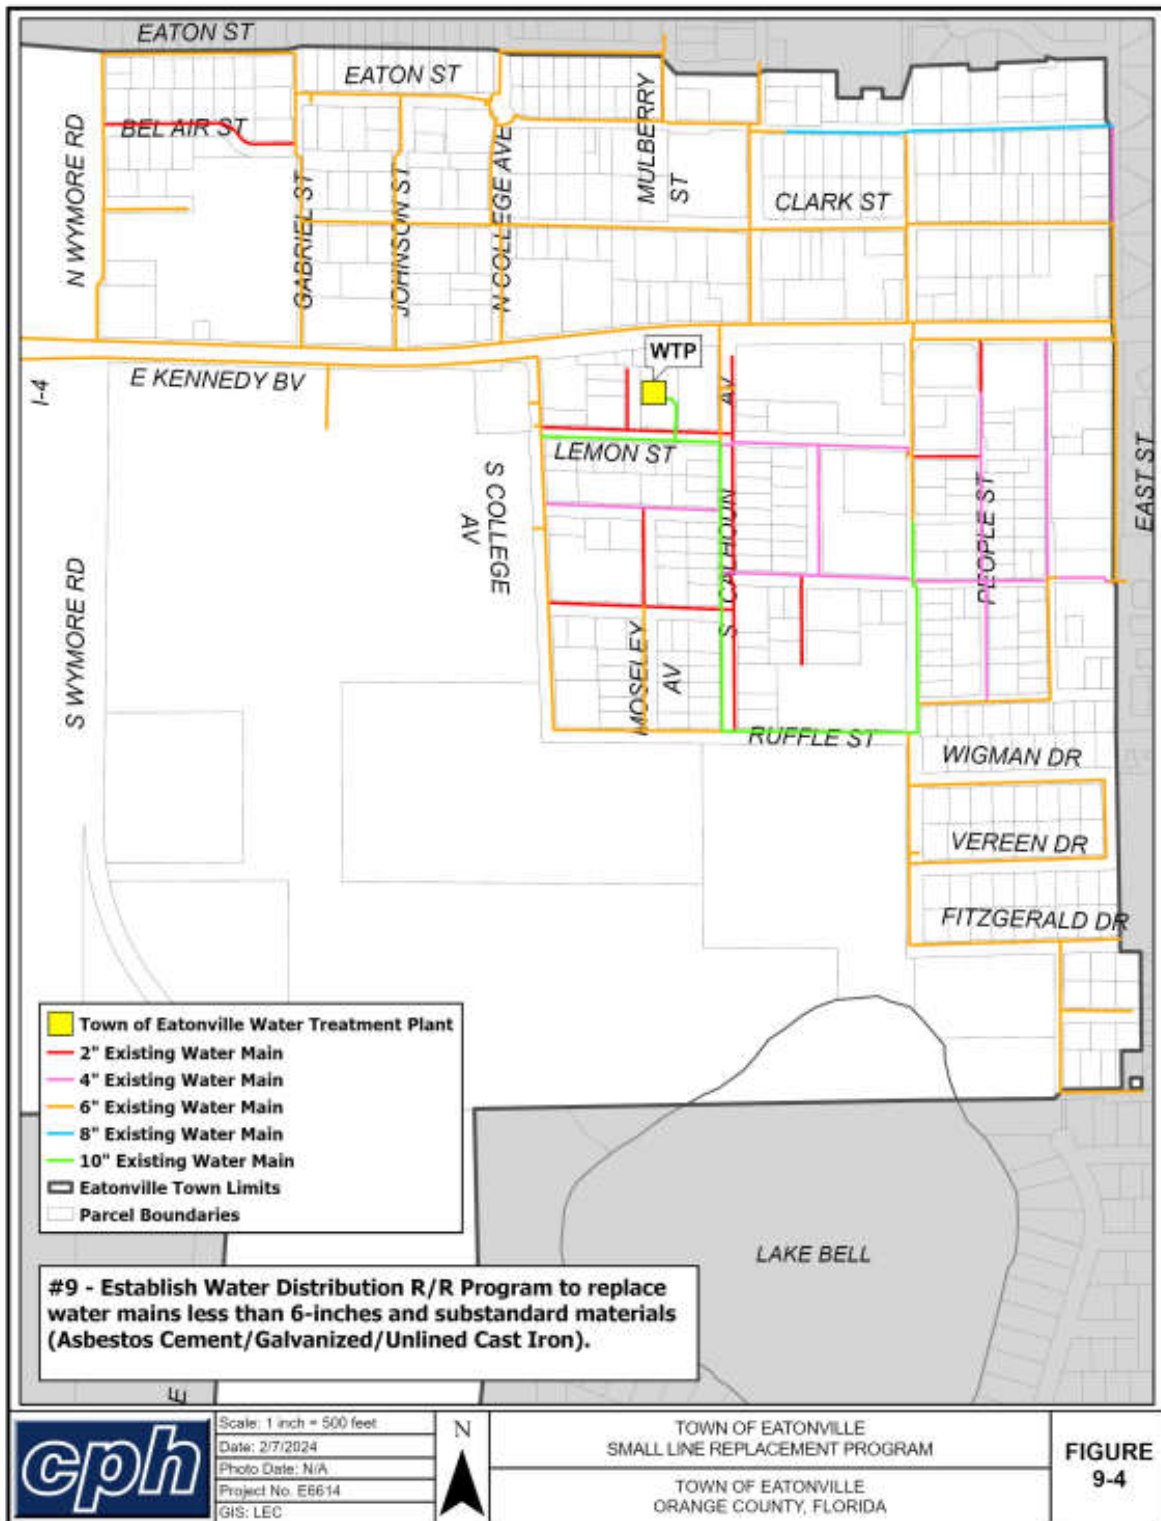 EATON ST
EATON ST
MULBERRY
ST
N WYMORE RD
BEL AIR ST
GABRIEL ST
JOHNSON ST
N COLLEGE AVE
CLARK ST
WTP
I-4
E KENNEDY BV
AV
LEMON ST
S COLLEGE
AV
S CALHOUN
PEOPLE ST
EAST ST
S WYMORE RD
MOSELEY
AV
RUFFLE ST
WIGMAN DR
VEREEN DR
FITZGERALD DR
Town of Eatonville Water Treatment Plant
2" Existing Water Main
4" Existing Water Main
6" Existing Water Main
8" Existing Water Main
10" Existing Water Main
Eatonville Town Limits
Parcel Boundaries
LAKE BELL
#9 - Establish Water Distribution R/R Program to replace
water mains less than 6-inches and substandard materials
(Asbestos Cement/Galvanized/Unlined Cast Iron).
E
cph
Scale: 1 inch = 500 feet
Date: 2/7/2024
Photo Date: N/A
Project No. E6614
GIS: LEC
N
TOWN OF EATONVILLE
SMALL LINE REPLACEMENT PROGRAM
TOWN OF EATONVILLE
ORANGE COUNTY, FLORIDA
FIGURE
9-4